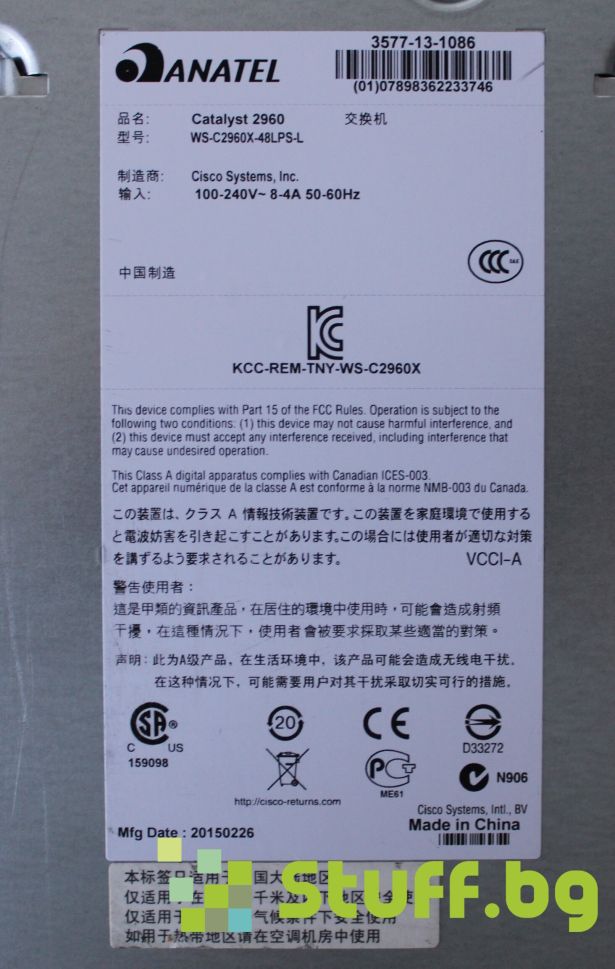 ANATEL
3577-13-1086
(01)07898362233746
品名: Catalyst 2960 交换机
型号: WS-C2960X-48LPS-L
制造商: Cisco Systems, Inc.
输入: 100-240V~ 8-4A 50-60Hz
中国制造
CCC
KCC-REM-TNY-WS-C2960X
This device complies with Part 15 of the FCC Rules. Operation is subject to the
following two conditions: (1) this device may not cause harmful interference, and
(2) this device must accept any interference received, including interference that
may cause undesired operation.
This Class A digital apparatus complies with Canadian ICES-003.
Cet appareil numérique de la classe A est conforme à la norme NMB-003 du Canada.
この装置は、クラス A 情報技術装置です。この装置を家庭環境で使用する
と電波妨害を引き起こすことがあります。この場合には使用者が適切な対策
を講ずるよう要求されることがあります。 VCCI-A
警告使用者:
這是甲類的資訊產品，在居住的環境中使用時，可能會造成射頻
干擾，在這種情況下，使用者會被要求採取某些適當的對策。
声明: 此为A级产品，在生活环境中，该产品可能会造成无线电干扰。
在这种情况下，可能需要用户对其干扰采取切实可行的措施。
SA ®
C US
159098
20
CE
D33272
PC
ME61
N906
http://cisco-returns.com
Cisco Systems, Intl., BV
Mfg Date : 20150226
Made in China
本标签只适用于 国大 地区
仅适用于在 千米及 地 全使
仅适用于 气候条件下安全使用
如用于热带地区请在空调机房中使用
Stuff.bg